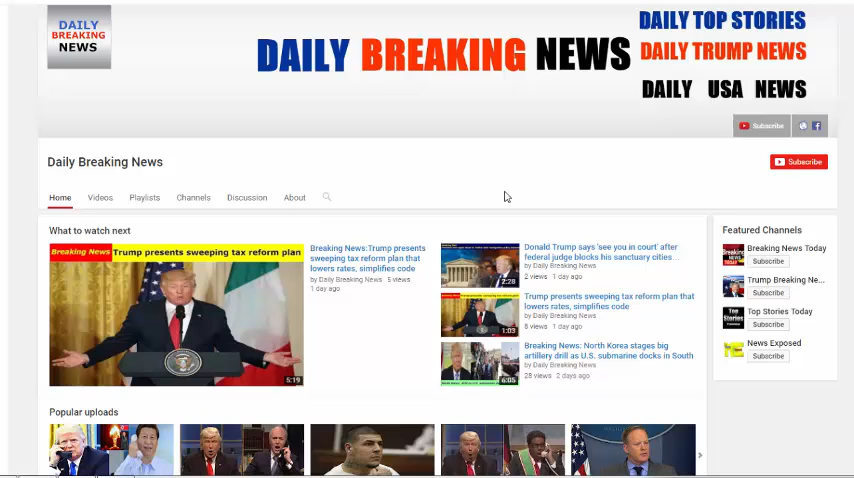 DAILY
BREAKING
NEWS
DAILY BREAKING NEWS
DAILY TOP STORIES
DAILY TRUMP NEWS
DAILY USA NEWS
Subscribe
Daily Breaking News
Subscribe
Home Videos Playlists Channels Discussion About
What to watch next
Breaking News Trump presents sweeping tax reform plan
5:19
Breaking News:Trump presents
sweeping tax reform plan that
lowers rates, simplifies code
by Daily Breaking News 5 views
1 day ago
2:28
Donald Trump says 'see you in court' after
federal judge blocks his sanctuary cities...
by Daily Breaking News
2 views 1 day ago
1:03
Trump presents sweeping tax reform plan that
lowers rates, simplifies code
by Daily Breaking News
8 views 1 day ago
6:05
Breaking News: North Korea stages big
artillery drill as U.S. submarine docks in South
by Daily Breaking News
28 views 2 days ago
Featured Channels
Breaking News Today
Subscribe
Trump Breaking Ne...
Subscribe
Top Stories Today
Subscribe
News Exposed
Subscribe
Popular uploads